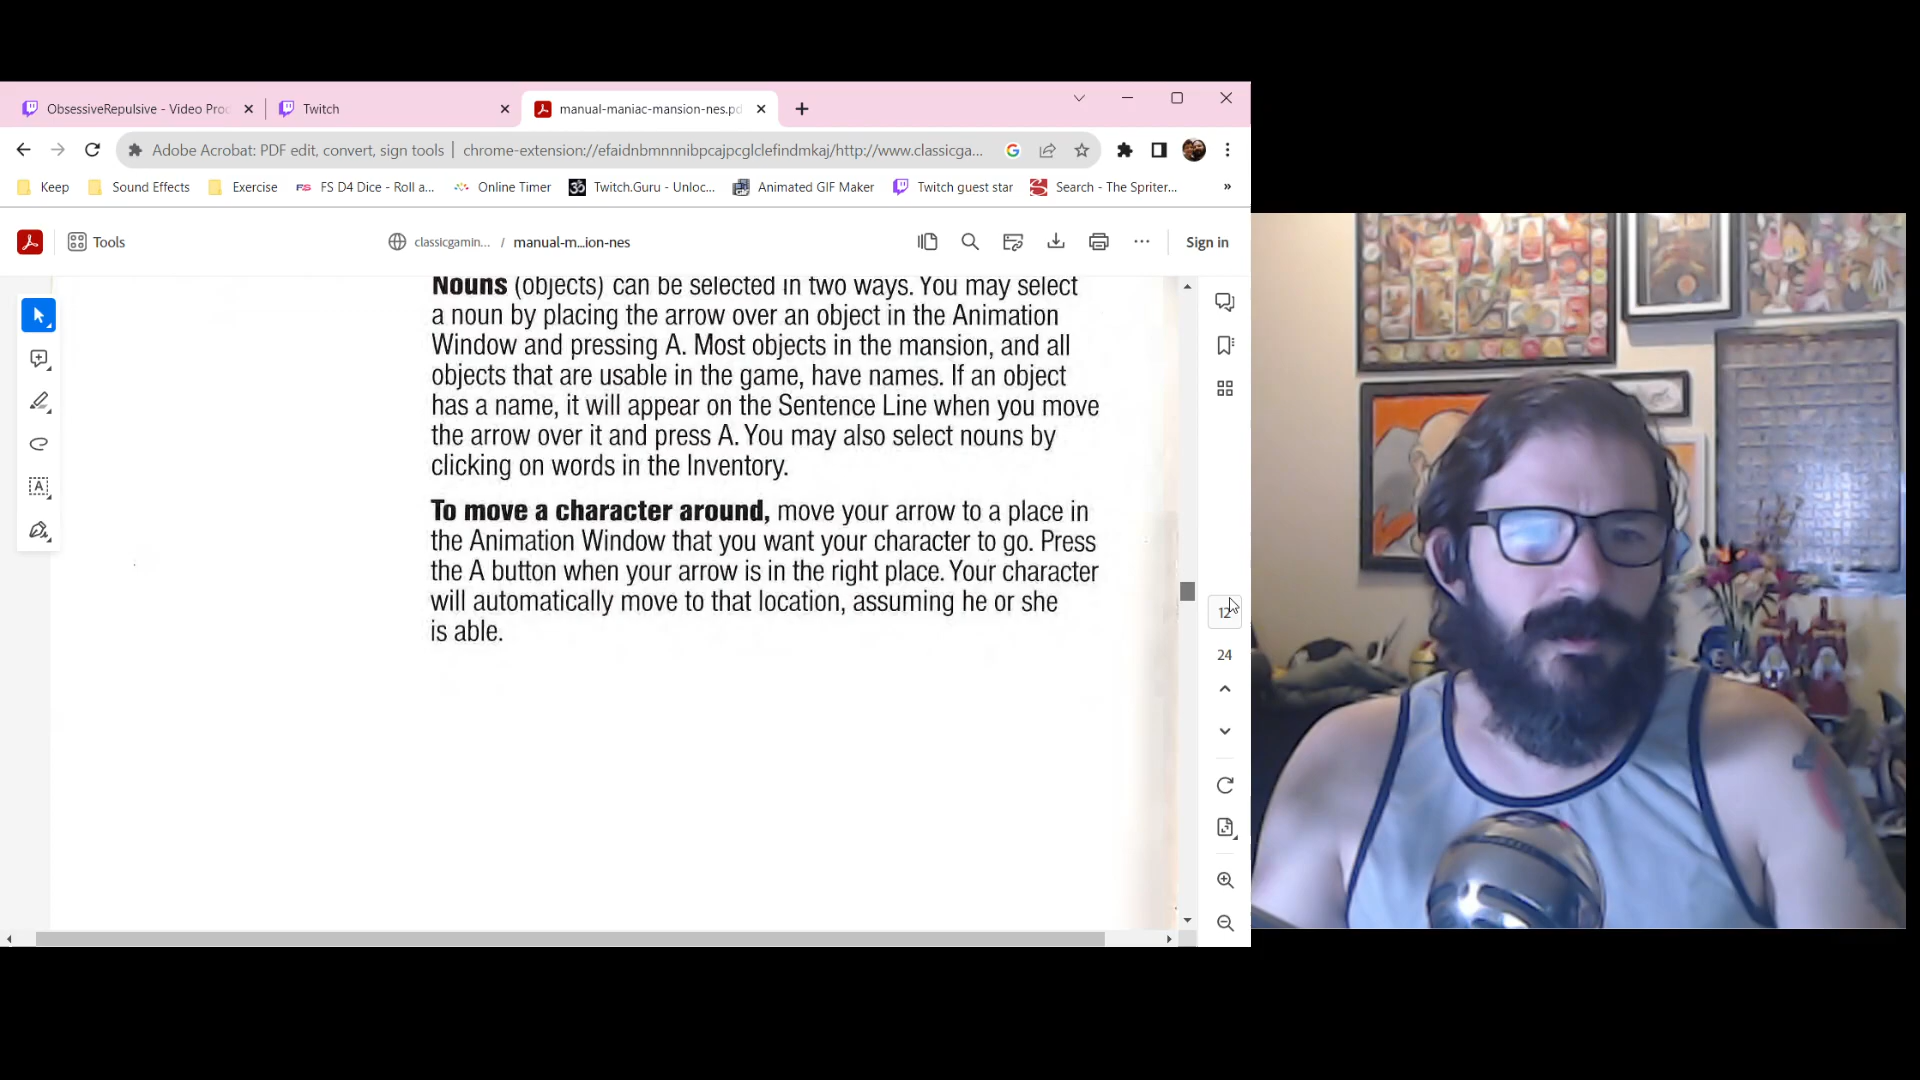 ObsessiveRepulsive - Video Proc
Twitch
manual-maniac-mansion-nes.pd
Adobe Acrobat: PDF edit, convert, sign tools | chrome-extension://efaidnbmnnnibpcajpcglclefindmkaj/http://www.classicga...
Keep
Sound Effects
Exercise
FS D4 Dice - Roll a...
Online Timer
Twitch.Guru - Unloc...
Animated GIF Maker
Twitch guest star
Search - The Spriter...
»
Tools
classicgamin... / manual-m...ion-nes
Sign in
Nouns (objects) can be selected in two ways. You may select
a noun by placing the arrow over an object in the Animation
Window and pressing A. Most objects in the mansion, and all
objects that are usable in the game, have names. If an object
has a name, it will appear on the Sentence Line when you move
the arrow over it and press A. You may also select nouns by
clicking on words in the Inventory.
To move a character around, move your arrow to a place in
the Animation Window that you want your character to go. Press
the A button when your arrow is in the right place. Your character
will automatically move to that location, assuming he or she
is able.
12
24